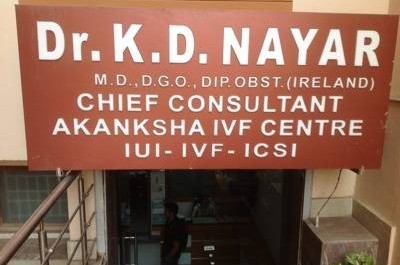 Dr. K.D. NAYAR
M.D., D.G.O., DIP. OBST. (IRELAND)
CHIEF CONSULTANT
AKANKSHA IVF CENTRE
IUI- IVF- ICSI